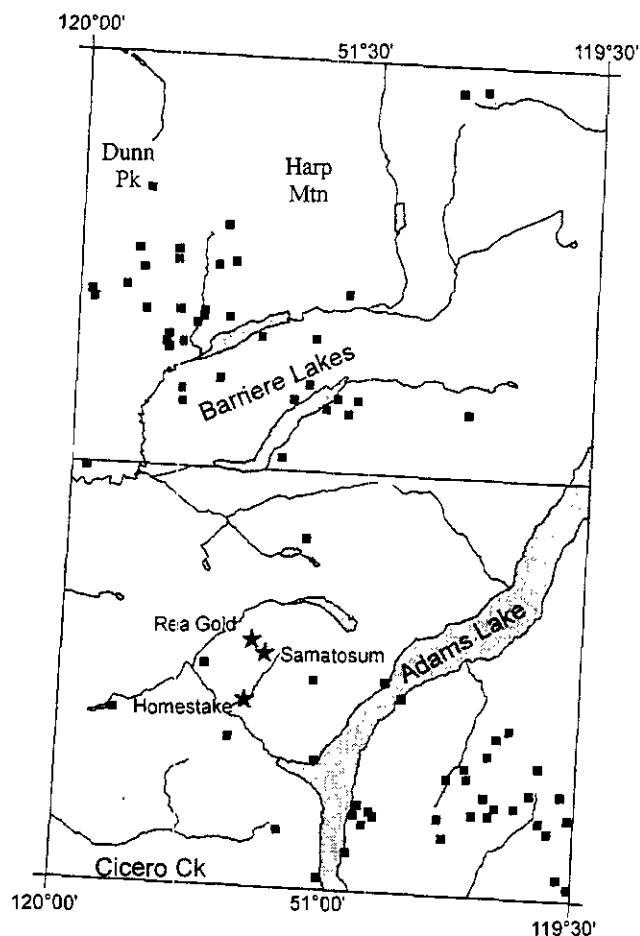 120°00'
51°30'
119°30'
Dunn
Pk
Harp
Mtn
Barriere Lakes
Rea Gold
Samatosum
Adams Lake
Homestake
Cicero Ck
120°00'
51°00'
119°30'